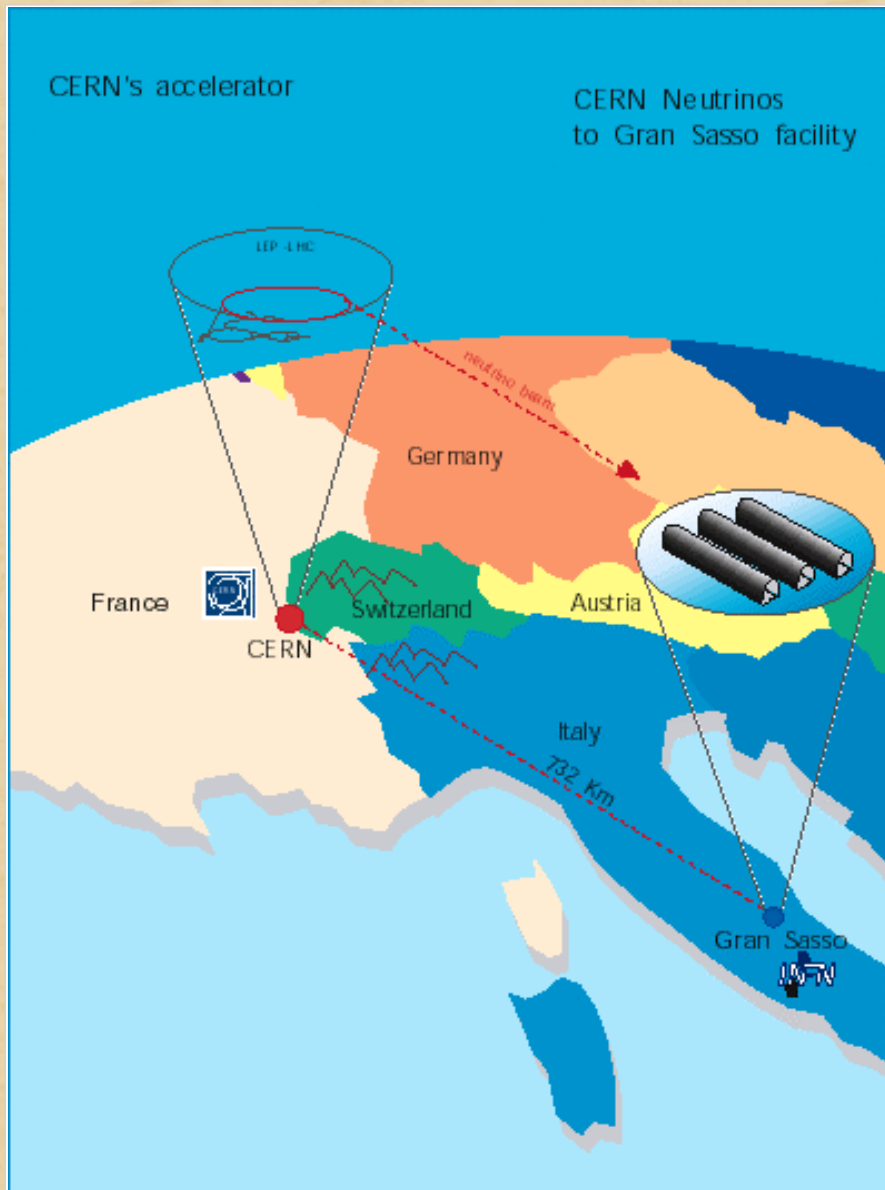 CERN's accelerator
CERN Neutrinos
to Gran Sasso facility
LEP -LHC
neutrino beam
Germany
France
CERN
Switzerland
Austria
CERN
Italy
732 Km
Gran Sasso
INFN